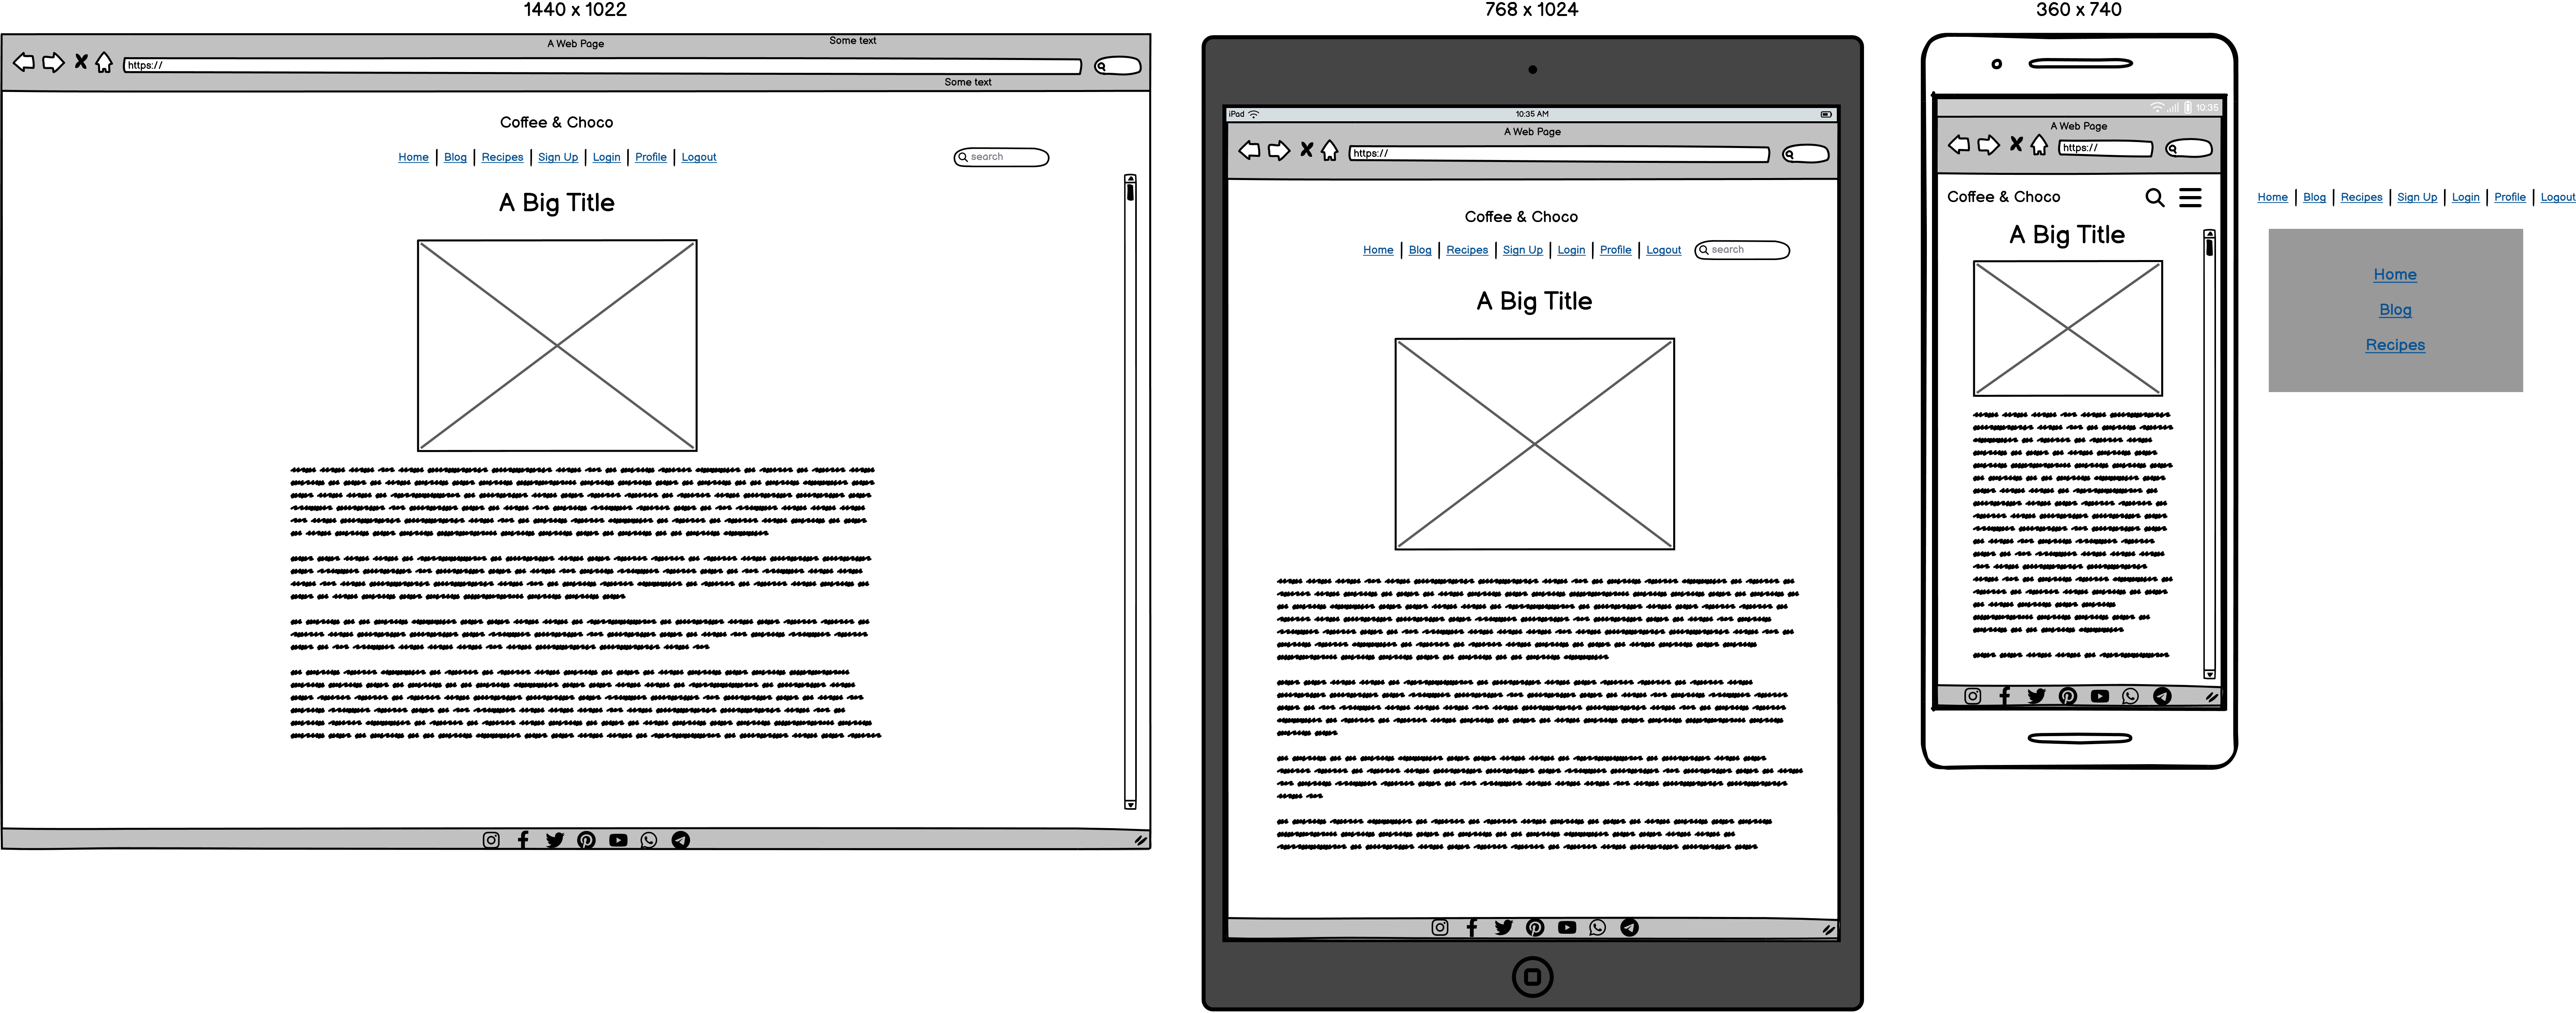 1440 x 1022
A Web Page
Some text
https://
Some text
Coffee & Choco
Home | Blog | Recipes | Sign Up | Login | Profile | Logout
search
A Big Title
768 x 1024
iPad
10:35 AM
A Web Page
https://
Coffee & Choco
Home | Blog | Recipes | Sign Up | Login | Profile | Logout
search
A Big Title
360 x 740
10:35
A Web Page
https://
Coffee & Choco
A Big Title
Home | Blog | Recipes | Sign Up | Login | Profile | Logout
Home
Blog
Recipes